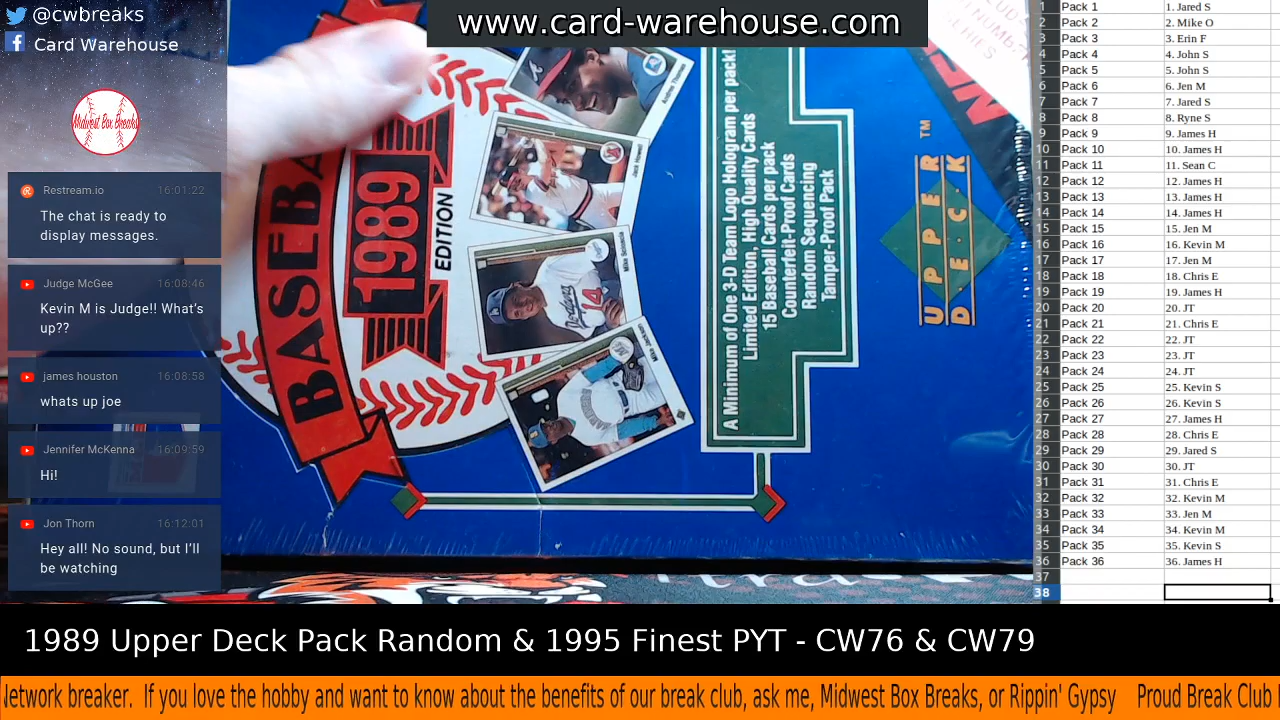 @cwbreaks
Card Warehouse
Midwest Box Breaks
Restream.io 16:01:22
The chat is ready to
display messages.
Judge McGee 16:08:46
Kevin M is Judge!! What's
up??
james houston 16:08:58
whats up joe
Jennifer McKenna 16:09:59
Hi!
Jon Thorn 16:12:01
Hey all! No sound, but I'll
be watching
www.card-warehouse.com
BASEBA
1989
EDITION
Jack Howell
Mike Scioscia
Dodgers
14
A Minimum of One 3-D Team Logo Hologram per pack!
Limited Edition, High Quality Cards
15 Baseball Cards per pack
Counterfeit-Proof Cards
Random Sequencing
Tamper-Proof Pack
UPPER
DECK
TM
1 Pack 1 1. Jared S
2 Pack 2 2. Mike O
3 Pack 3 3. Erin F
4 Pack 4 4. John S
5 Pack 5 5. John S
6 Pack 6 6. Jen M
7 Pack 7 7. Jared S
8 Pack 8 8. Ryne S
9 Pack 9 9. James H
10 Pack 10 10. James H
11 Pack 11 11. Sean C
12 Pack 12 12. James H
13 Pack 13 13. James H
14 Pack 14 14. James H
15 Pack 15 15. Jen M
16 Pack 16 16. Kevin M
17 Pack 17 17. Jen M
18 Pack 18 18. Chris E
19 Pack 19 19. James H
20 Pack 20 20. JT
21 Pack 21 21. Chris E
22 Pack 22 22. JT
23 Pack 23 23. JT
24 Pack 24 24. JT
25 Pack 25 25. Kevin S
26 Pack 26 26. Kevin S
27 Pack 27 27. James H
28 Pack 28 28. Chris E
29 Pack 29 29. Jared S
30 Pack 30 30. JT
31 Pack 31 31. Chris E
32 Pack 32 32. Kevin M
33 Pack 33 33. Jen M
34 Pack 34 34. Kevin M
35 Pack 35 35. Kevin S
36 Pack 36 36. James H
37
38
1989 Upper Deck Pack Random & 1995 Finest PYT - CW76 & CW79
Network breaker. If you love the hobby and want to know about the benefits of our break club, ask me, Midwest Box Breaks, or Rippin' Gypsy Proud Break Club